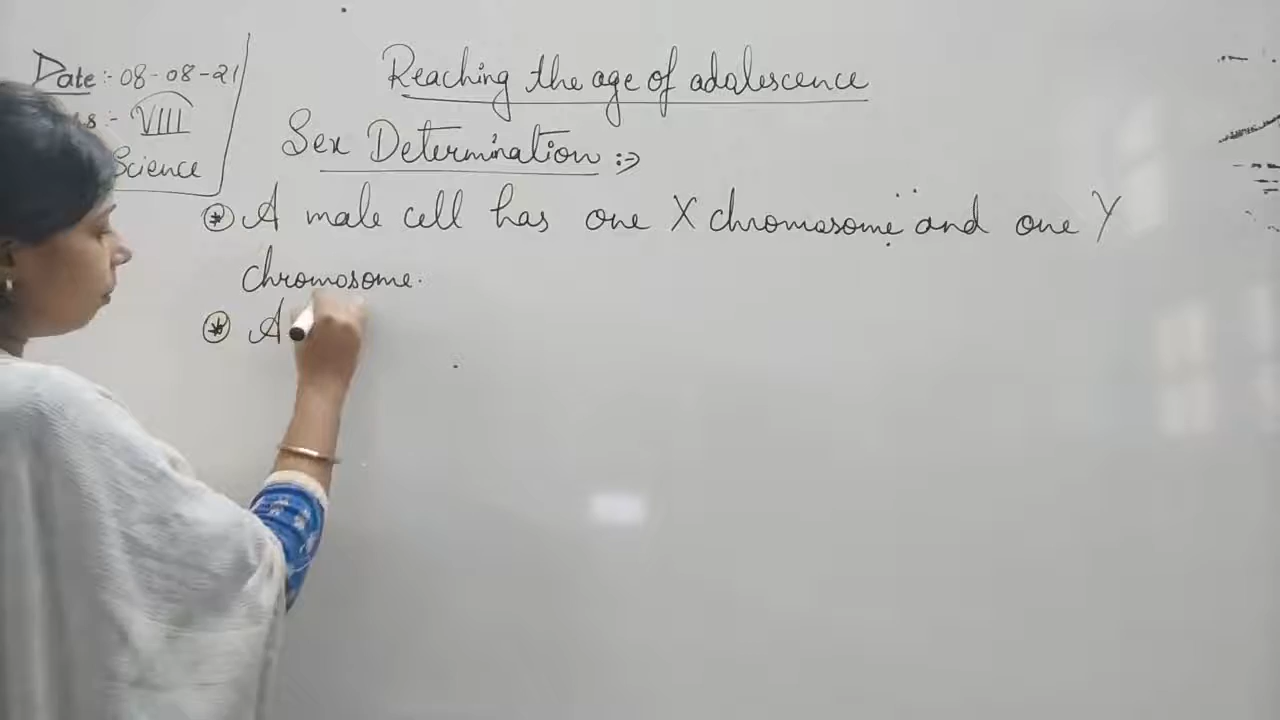 Date :- 08-08-21
s :- VIII
Science
Reaching the age of adolescence
Sex Determination :->
A male cell has one X chromosome and one Y
chromosome.
A